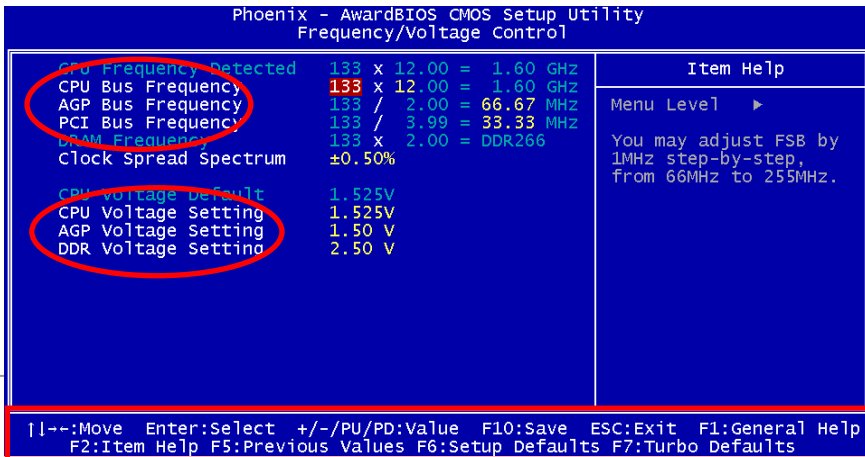 Phoenix - AwardBIOS CMOS Setup Utility
Frequency/Voltage Control
CPU Frequency Detected 133 x 12.00 = 1.60 GHz
CPU Bus Frequency 133 x 12.00 = 1.60 GHz
AGP Bus Frequency 133 / 2.00 = 66.67 MHz
PCI Bus Frequency 133 / 3.99 = 33.33 MHz
DRAM Frequency 133 x 2.00 = DDR266
Clock Spread Spectrum ±0.50%
CPU Voltage Default 1.525V
CPU Voltage Setting 1.525V
AGP Voltage Setting 1.50 V
DDR Voltage Setting 2.50 V
Item Help
Menu Level ▶
You may adjust FSB by
1MHz step-by-step,
from 66MHz to 255MHz.
↑↓→←:Move Enter:Select +/-/PU/PD:Value F10:Save ESC:Exit F1:General Help
F2:Item Help F5:Previous Values F6:Setup Defaults F7:Turbo Defaults